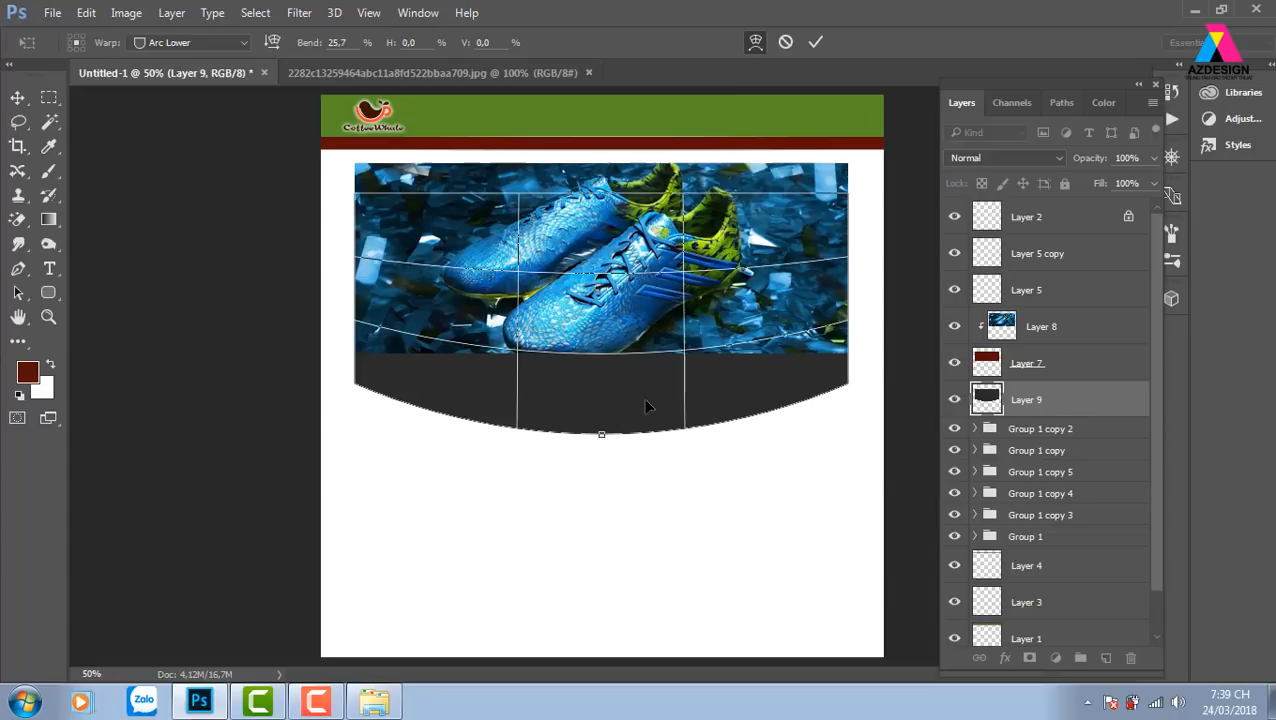 Ps File Edit Image Layer Type Select Filter 3D View Window Help
Warp: Arc Lower Bend: 25,7 % H: 0,0 % V: 0,0 %
AZDESIGN
Untitled-1 @ 50% (Layer 9, RGB/8) * × 2282c13259464abc11a8fd522bbaa709.jpg @ 100% (RGB/8#) ×
CoffeeWhale
Layers Channels Paths Color
Libraries
Adjust...
Styles
Kind
Normal Opacity: 100%
Lock: Fill: 100%
Layer 2
Layer 5 copy
Layer 5
Layer 8
Layer 7
Layer 9
Group 1 copy 2
Group 1 copy
Group 1 copy 5
Group 1 copy 4
Group 1 copy 3
Group 1
Layer 4
Layer 3
Layer 1
fx
50% Doc: 4,12M/16,7M
Zalo Ps C C
7:39 CH
24/03/2018